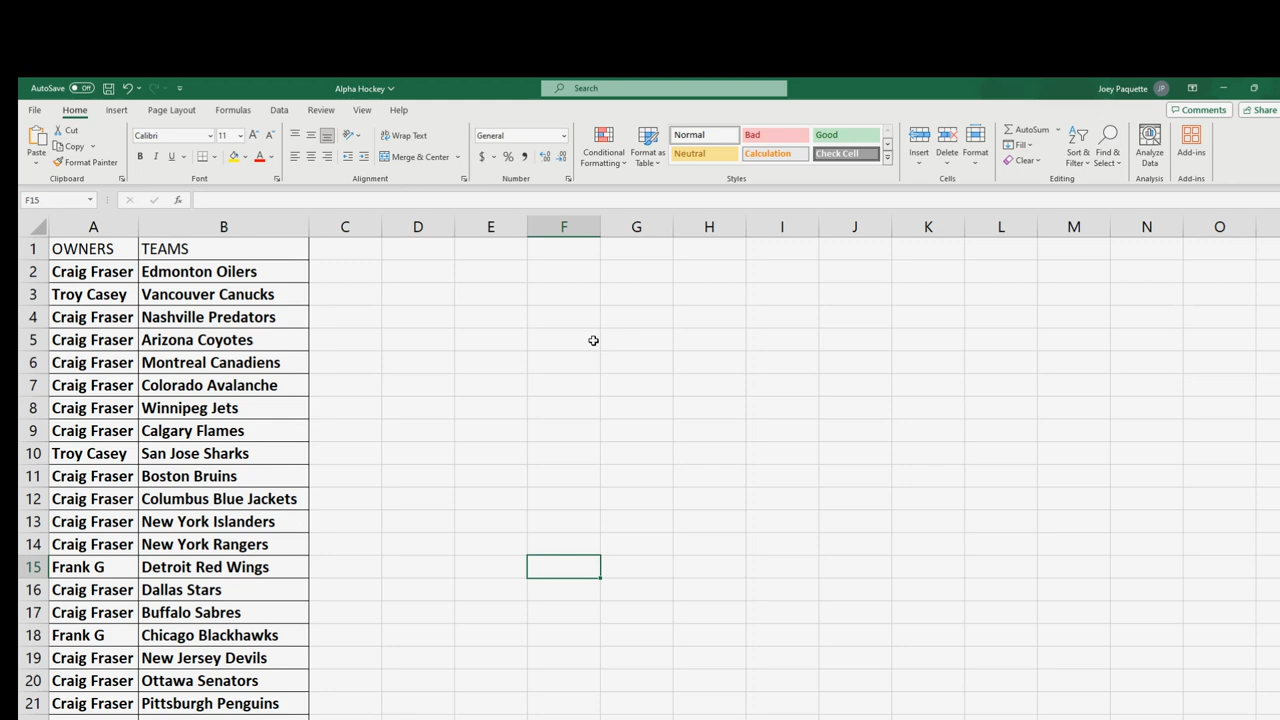 AutoSave Off Alpha Hockey Search Joey Paquette JP
File Home Insert Page Layout Formulas Data Review View Help Comments Share
Paste Cut Copy Format Painter Clipboard
Calibri 11 A A B I U A Font
Wrap Text Merge & Center Alignment
General $ % , Number
Conditional Formatting Format as Table Normal Bad Good Neutral Calculation Check Cell Styles
Insert Delete Format Cells
AutoSum Fill Clear Sort & Filter Find & Select Editing
Analyze Data Analysis
Add-ins Add-ins
F15 fx
A B C D E F G H I J K L M N O
1 OWNERS TEAMS
2 Craig Fraser Edmonton Oilers
3 Troy Casey Vancouver Canucks
4 Craig Fraser Nashville Predators
5 Craig Fraser Arizona Coyotes
6 Craig Fraser Montreal Canadiens
7 Craig Fraser Colorado Avalanche
8 Craig Fraser Winnipeg Jets
9 Craig Fraser Calgary Flames
10 Troy Casey San Jose Sharks
11 Craig Fraser Boston Bruins
12 Craig Fraser Columbus Blue Jackets
13 Craig Fraser New York Islanders
14 Craig Fraser New York Rangers
15 Frank G Detroit Red Wings
16 Craig Fraser Dallas Stars
17 Craig Fraser Buffalo Sabres
18 Frank G Chicago Blackhawks
19 Craig Fraser New Jersey Devils
20 Craig Fraser Ottawa Senators
21 Craig Fraser Pittsburgh Penguins